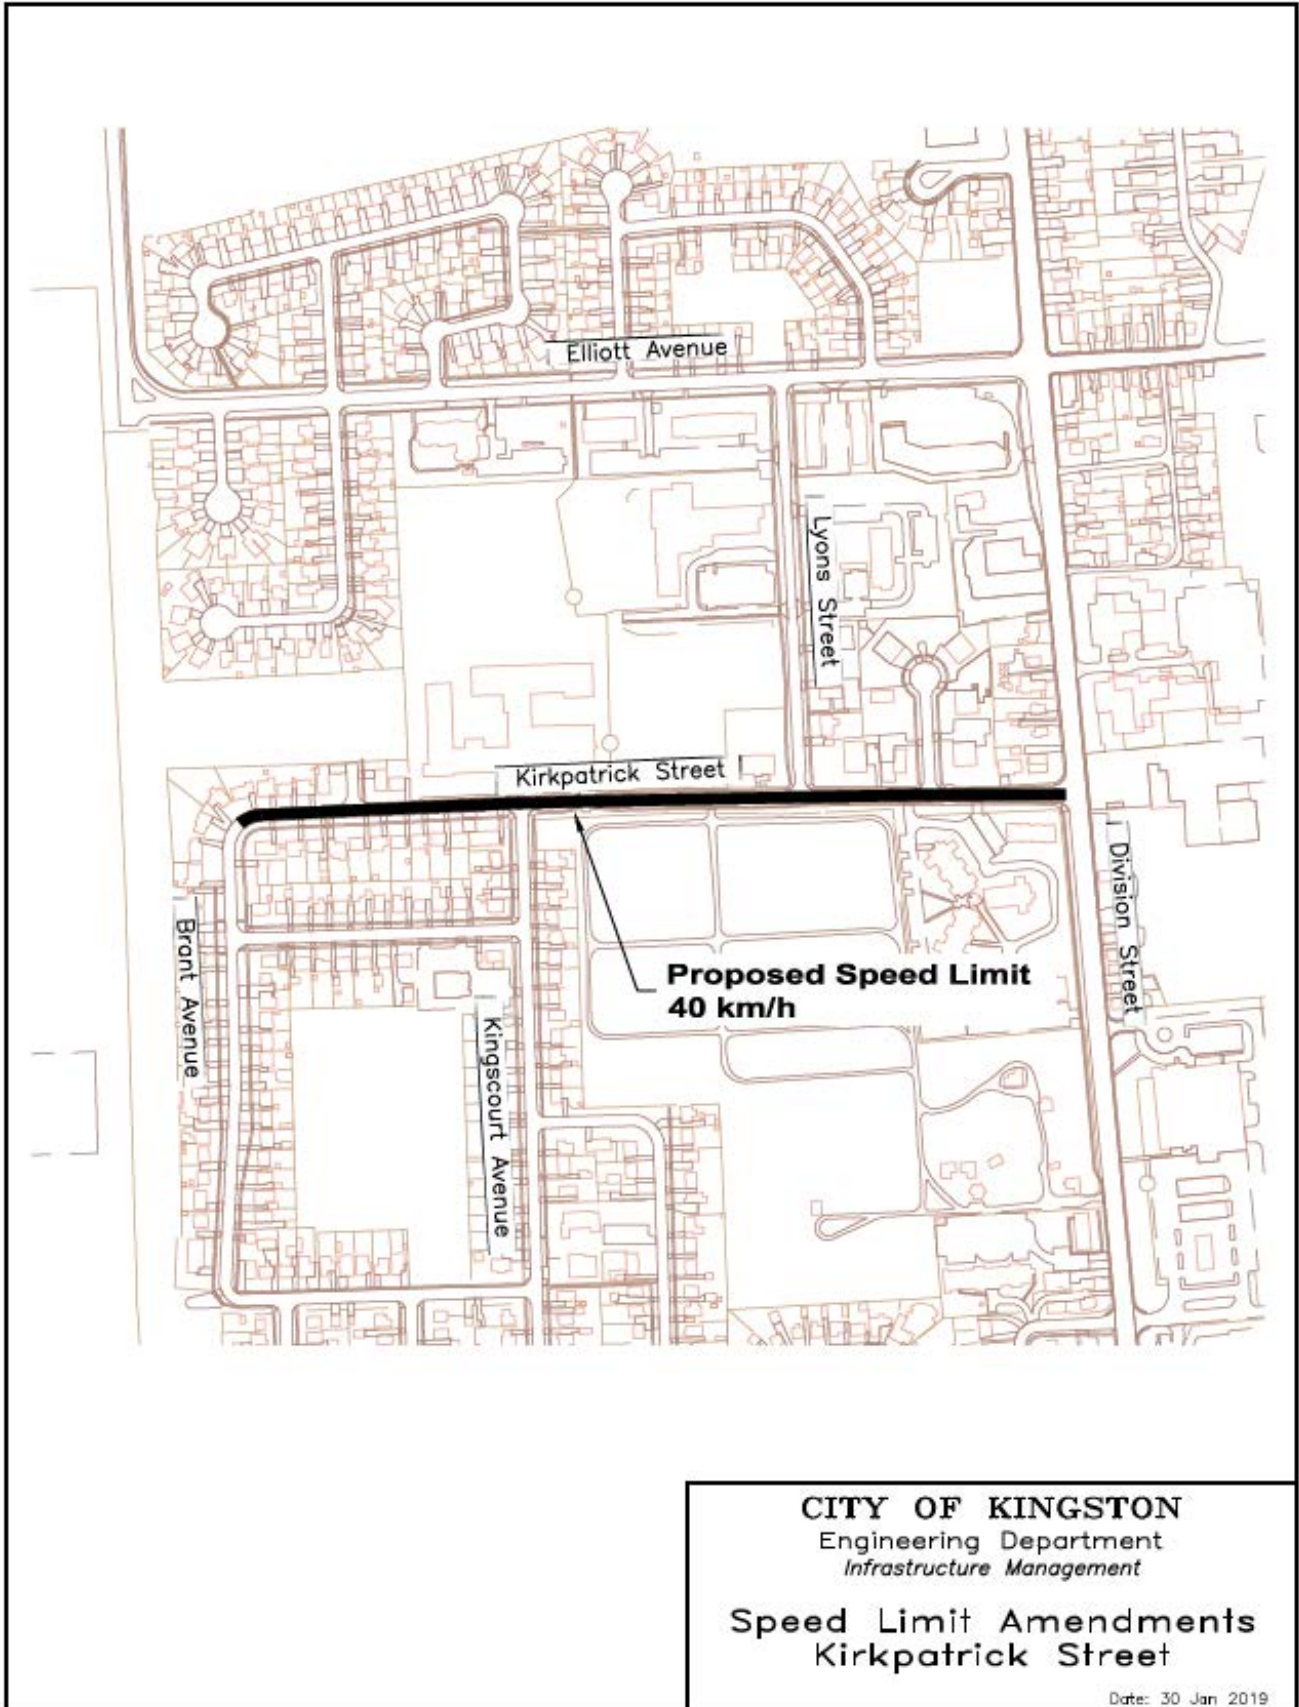 Elliott Avenue
Lyons Street
Kirkpatrick Street
Division Street
Brant Avenue
Proposed Speed Limit
40 km/h
Kingscourt Avenue
CITY OF KINGSTON
Engineering Department
Infrastructure Management
Speed Limit Amendments
Kirkpatrick Street
Date: 30 Jan 2019